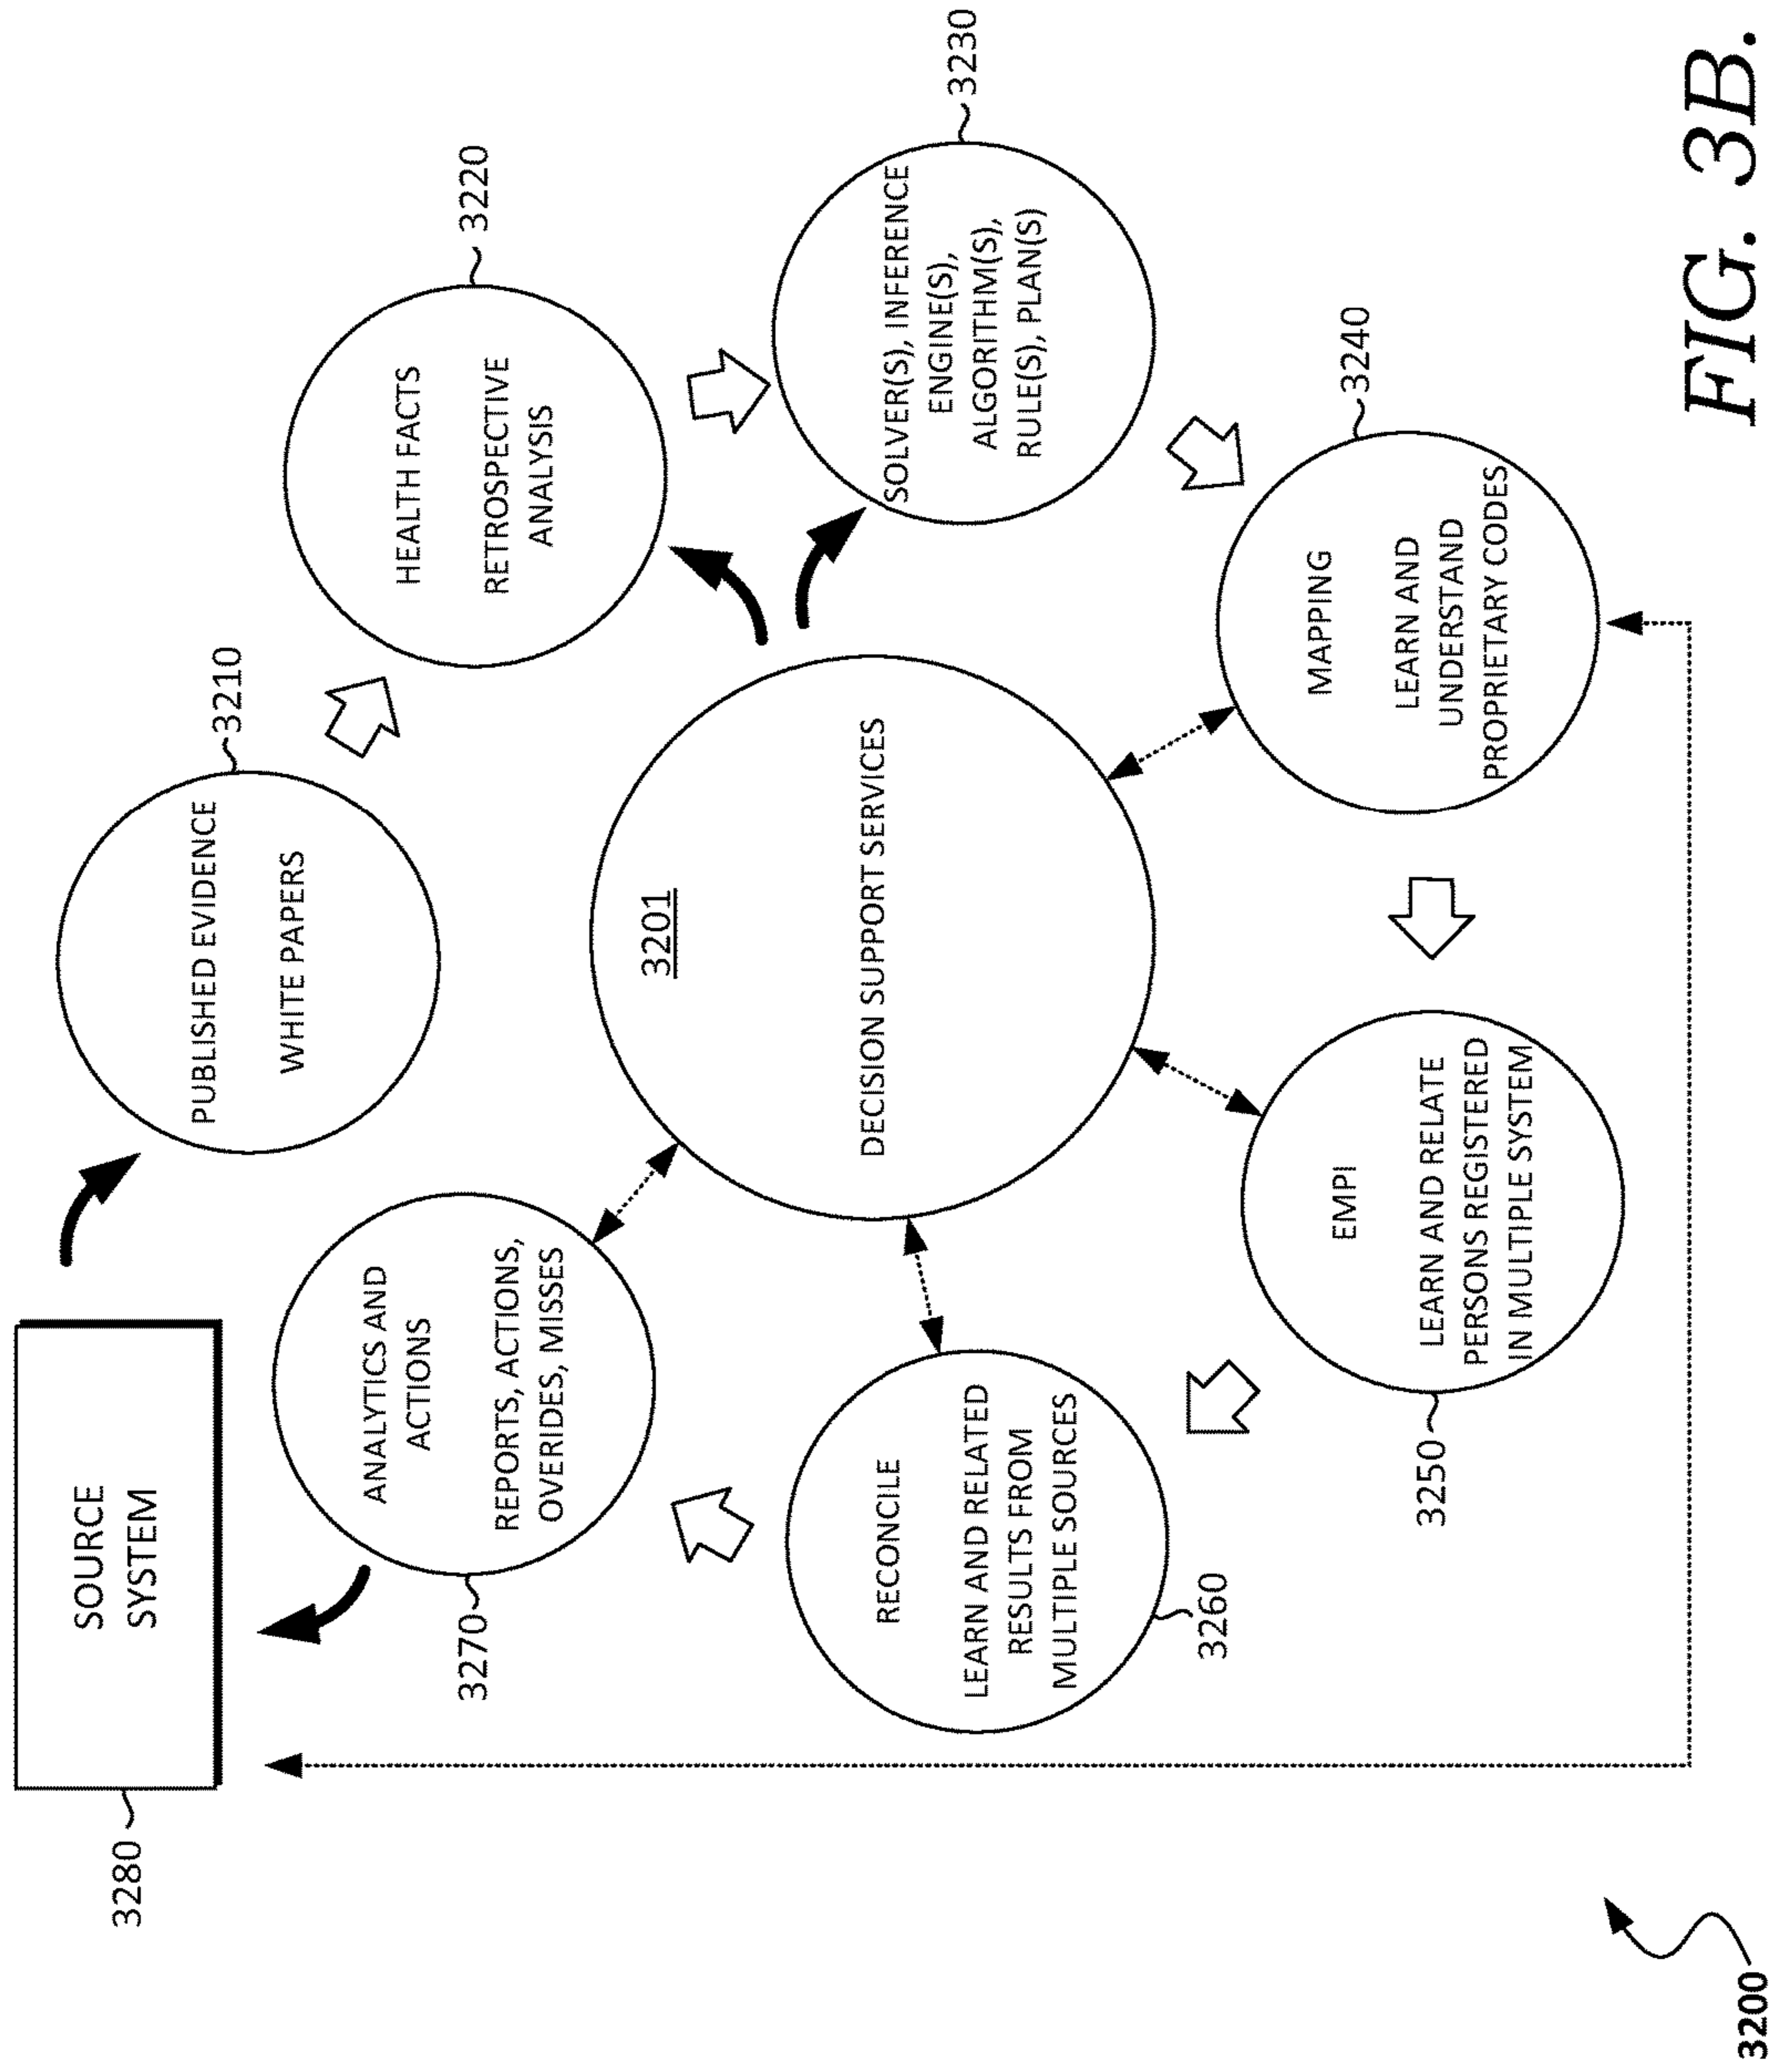 3280
SOURCE
SYSTEM
3210
PUBLISHED EVIDENCE
WHITE PAPERS
3220
HEALTH FACTS
RETROSPECTIVE
ANALYSIS
3230
SOLVER(S), INFERENCE
ENGINE(S),
ALGORITHM(S),
RULE(S), PLAN(S)
3240
MAPPING
LEARN AND
UNDERSTAND
PROPRIETARY CODES
EMPI
LEARN AND RELATE
PERSONS REGISTERED
IN MULTIPLE SYSTEM
3250
RECONCILE
LEARN AND RELATED
RESULTS FROM
MULTIPLE SOURCES
3260
ANALYTICS AND
ACTIONS
REPORTS, ACTIONS,
OVERIDES, MISSES
3270
3201
DECISION SUPPORT SERVICES
3200
FIG. 3B.